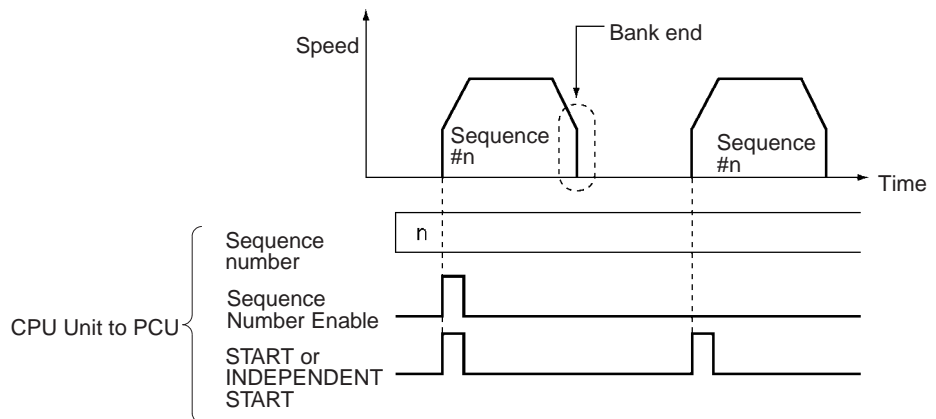 Bank end
Speed
Sequence
#n
Sequence
#n
Time
n
Sequence
number
Sequence
Number Enable
CPU Unit to PCU
START or
INDEPENDENT
START